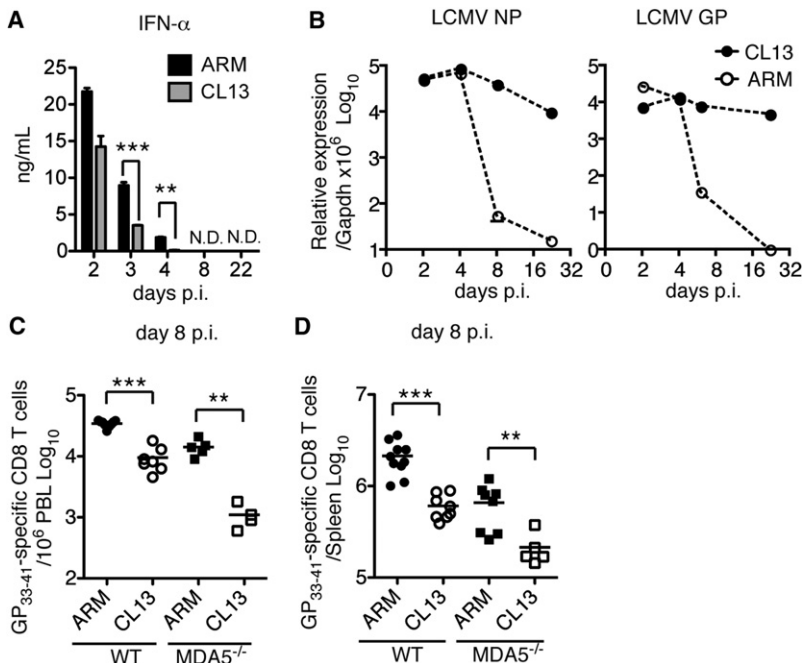 A
IFN-α
ARM
CL13
ng/mL
25
20
15
10
5
0
***
**
N.D. N.D.
2 3 4 8 22
days p.i.
B
LCMV NP
LCMV GP
CL13
ARM
Relative expression
/Gapdh x10⁶ Log₁₀
5
4
3
2
1
0 2 4 8 16 32
days p.i.
5
4
3
2
1
0
0 2 4 8 16 32
days p.i.
C
day 8 p.i.
GP₃₃₋₄₁-specific CD8 T cells
/10⁶ PBL Log₁₀
5
4
3
2
***
**
ARM CL13 ARM CL13
WT MDA5⁻/⁻
D
day 8 p.i.
GP₃₃₋₄₁-specific CD8 T cells
/Spleen Log₁₀
7
6
5
***
**
ARM CL13 ARM CL13
WT MDA5⁻/⁻